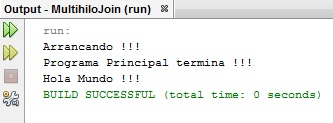 Output - MultihiloJoin (run)
run:
Arrancando !!!
Programa Principal termina !!!
Hola Mundo !!!
BUILD SUCCESSFUL (total time: 0 seconds)